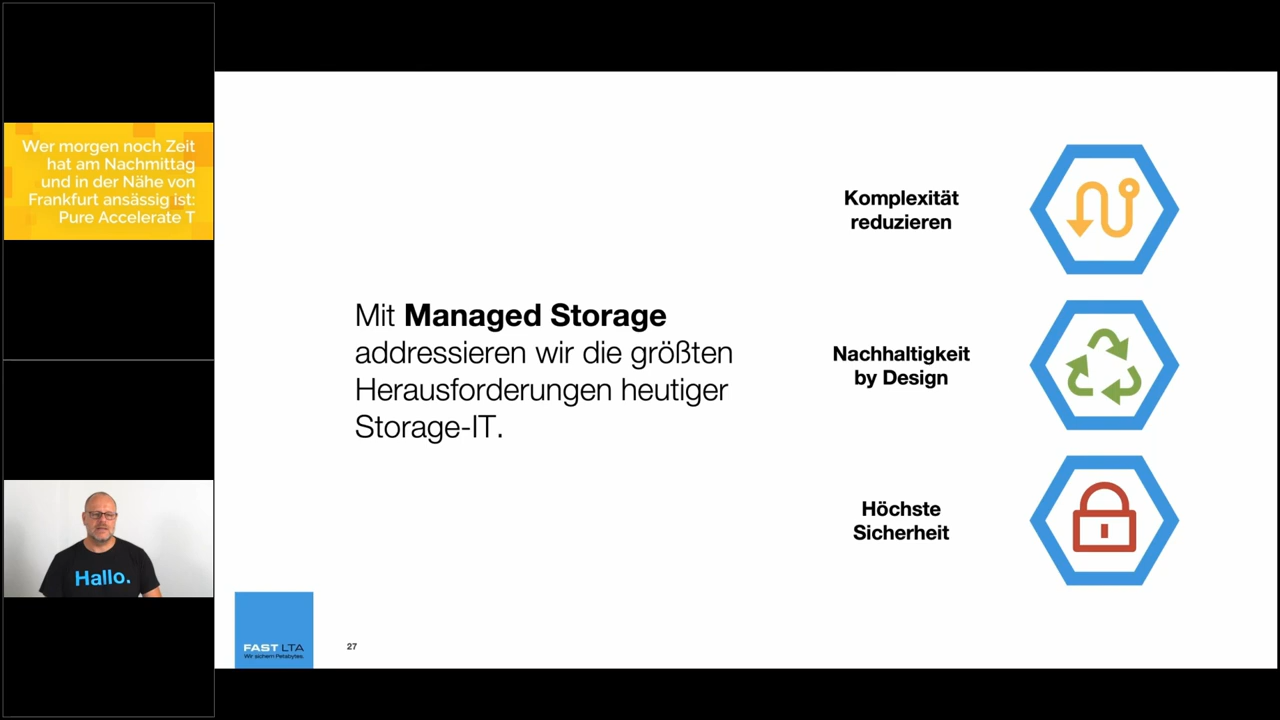 Wer morgen noch Zeit
hat am Nachmittag
und in der Nähe von
Frankfurt ansässig ist:
Pure Accelerate T
Hallo.
Mit Managed Storage
addressieren wir die größten
Herausforderungen heutiger
Storage-IT.
Komplexität
reduzieren
Nachhaltigkeit
by Design
Höchste
Sicherheit
FAST LTA
Wir sichern Petabytes.
27